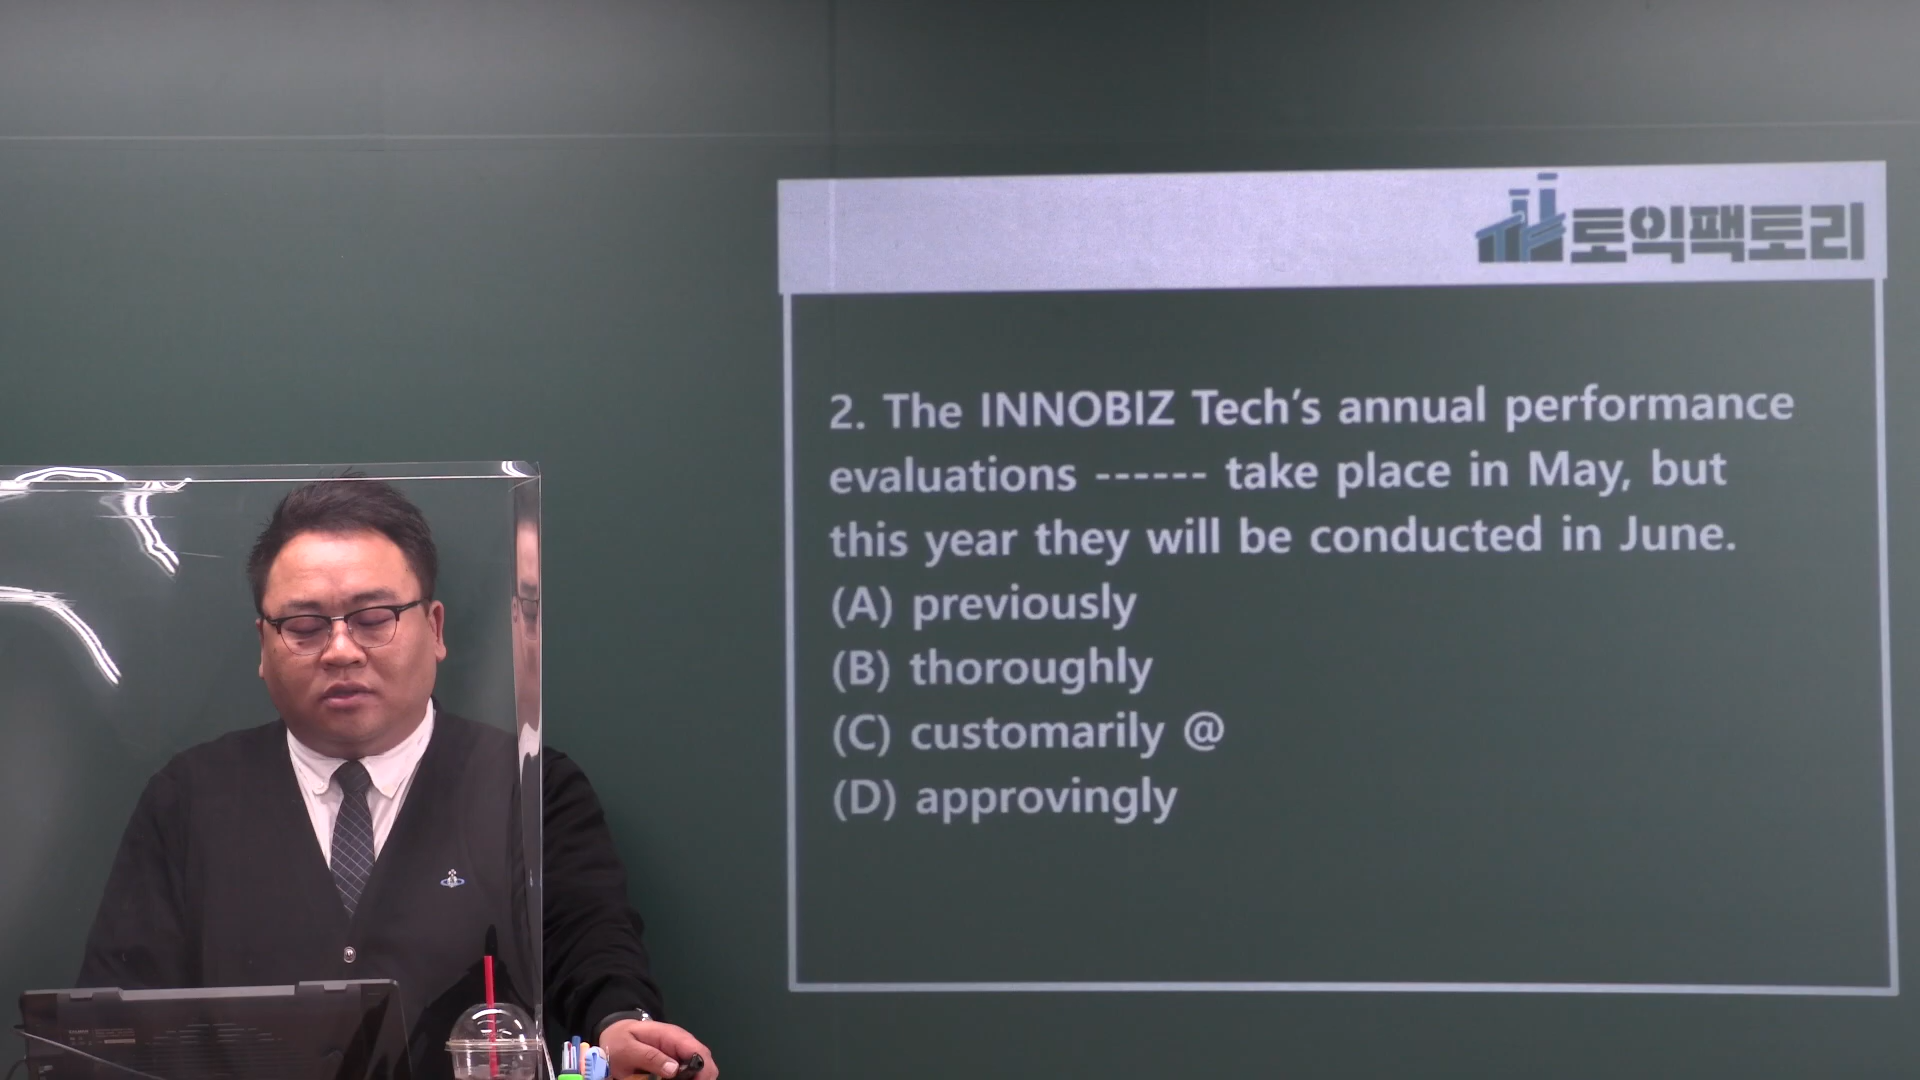 토익팩토리
2. The INNOBIZ Tech's annual performance
evaluations ------ take place in May, but
this year they will be conducted in June.
(A) previously
(B) thoroughly
(C) customarily @
(D) approvingly